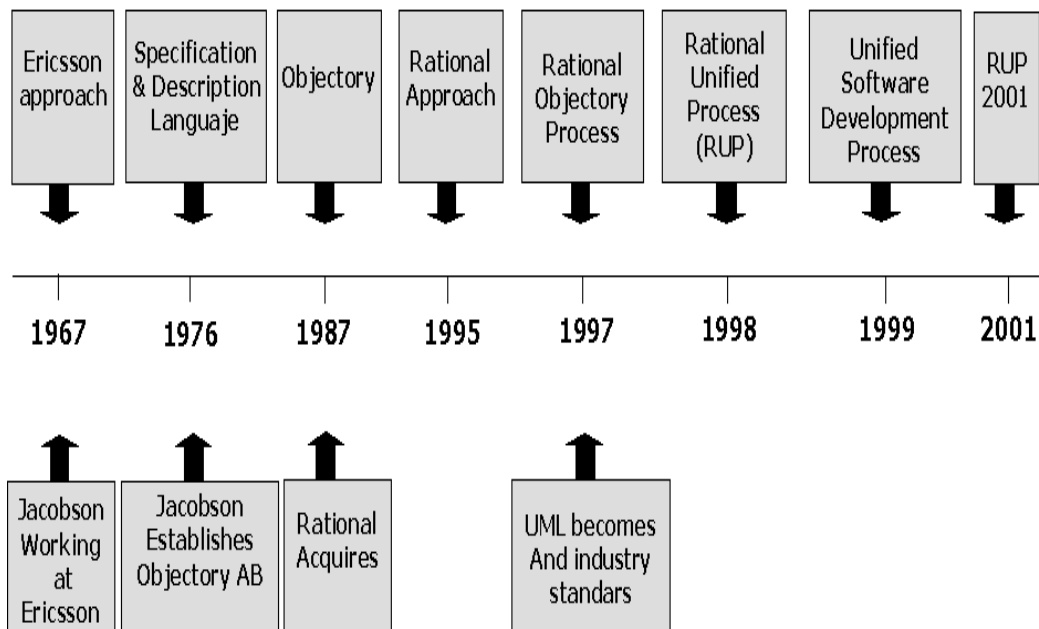 Ericsson
approach
Specification
& Description
Languaje
Objectory
Rational
Approach
Rational
Objectory
Process
Rational
Unified
Process
(RUP)
Unified
Software
Development
Process
RUP
2001
1967
1976
1987
1995
1997
1998
1999
2001
Jacobson
Working
at
Ericsson
Jacobson
Establishes
Objectory AB
Rational
Acquires
UML becomes
And industry
standars